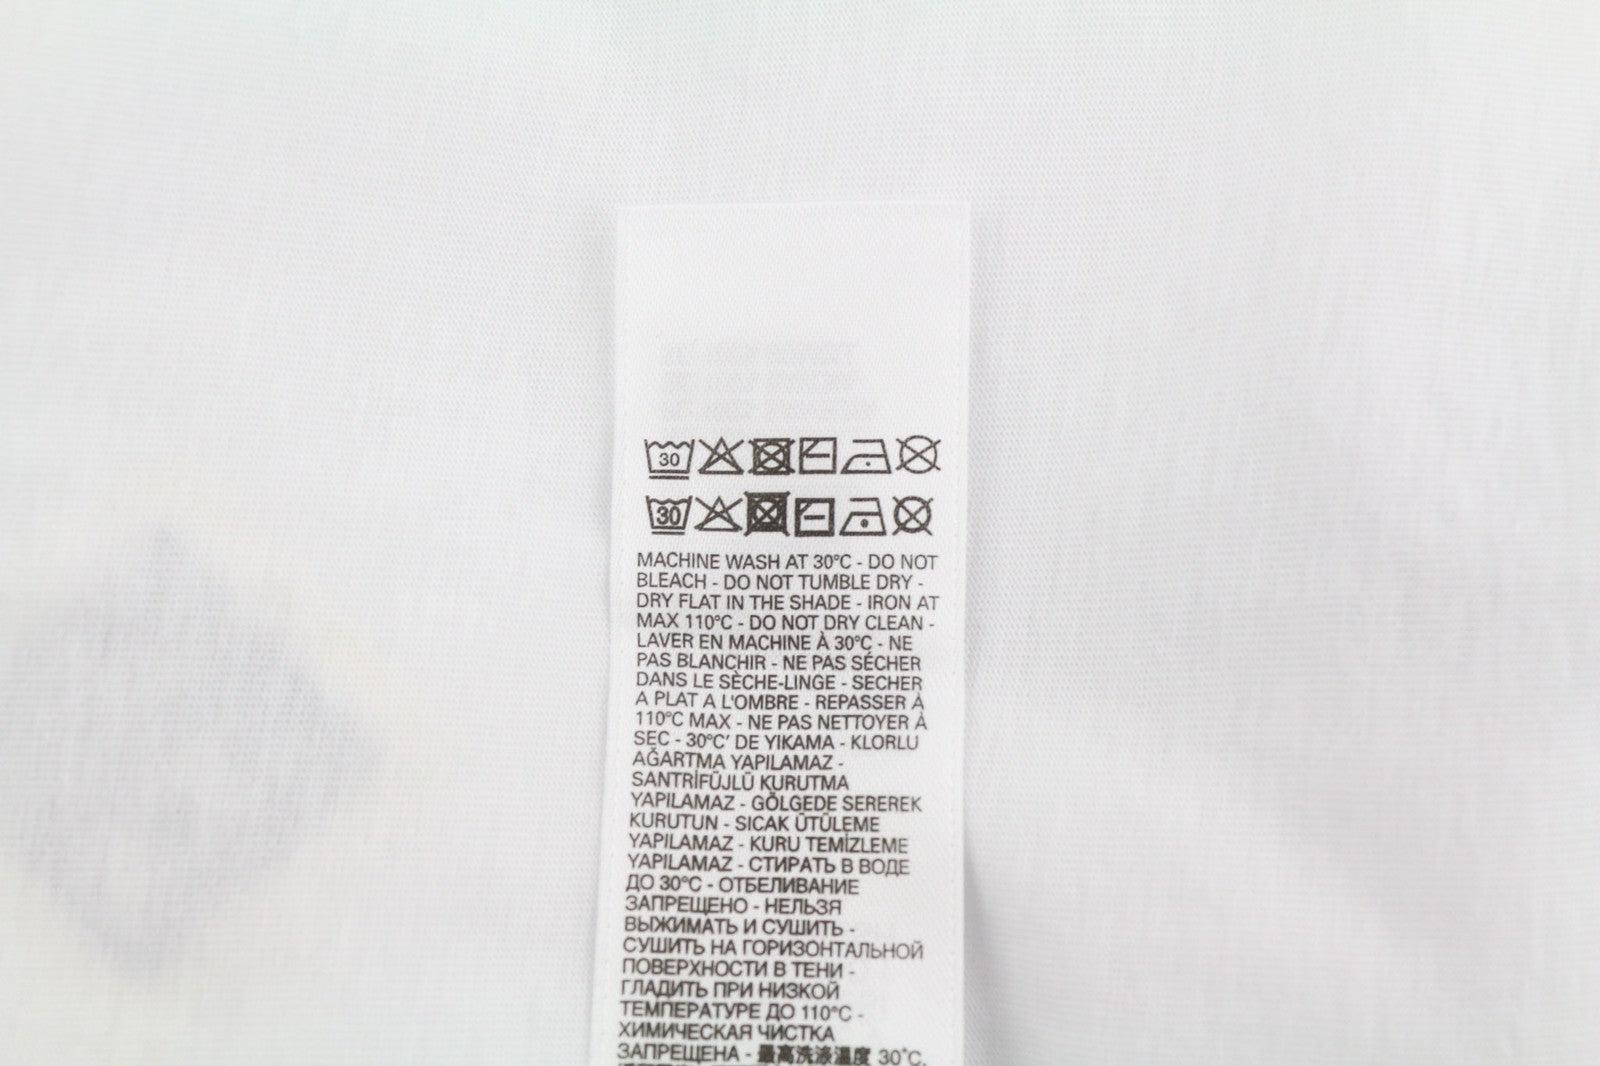 30
30
MACHINE WASH AT 30°C - DO NOT
BLEACH - DO NOT TUMBLE DRY -
DRY FLAT IN THE SHADE - IRON AT
MAX 110°C - DO NOT DRY CLEAN -
LAVER EN MACHINE À 30°C - NE
PAS BLANCHIR - NE PAS SÉCHER
DANS LE SÈCHE-LINGE - SECHER
A PLAT A L'OMBRE - REPASSER À
110°C MAX - NE PAS NETTOYER À
SEC - 30°C' DE YIKAMA - KLORLU
AĞARTMA YAPILAMAZ -
SANTRİFÜJLÜ KURUTMA
YAPILAMAZ - GÖLGEDE SEREREK
KURUTUN - SICAK ÜTÜLEME
YAPILAMAZ - KURU TEMİZLEME
YAPILAMAZ - СТИРАТЬ В ВОДЕ
ДО 30°C - ОТБЕЛИВАНИЕ
ЗАПРЕЩЕНО - НЕЛЬЗЯ
ВЫЖИМАТЬ И СУШИТЬ -
СУШИТЬ НА ГОРИЗОНТАЛЬНОЙ
ПОВЕРХНОСТИ В ТЕНИ -
ГЛАДИТЬ ПРИ НИЗКОЙ
ТЕМПЕРАТУРЕ ДО 110°C -
ХИМИЧЕСКАЯ ЧИСТКА
ЗАПРЕЩЕНА - 最高洗涤温度 30°C,